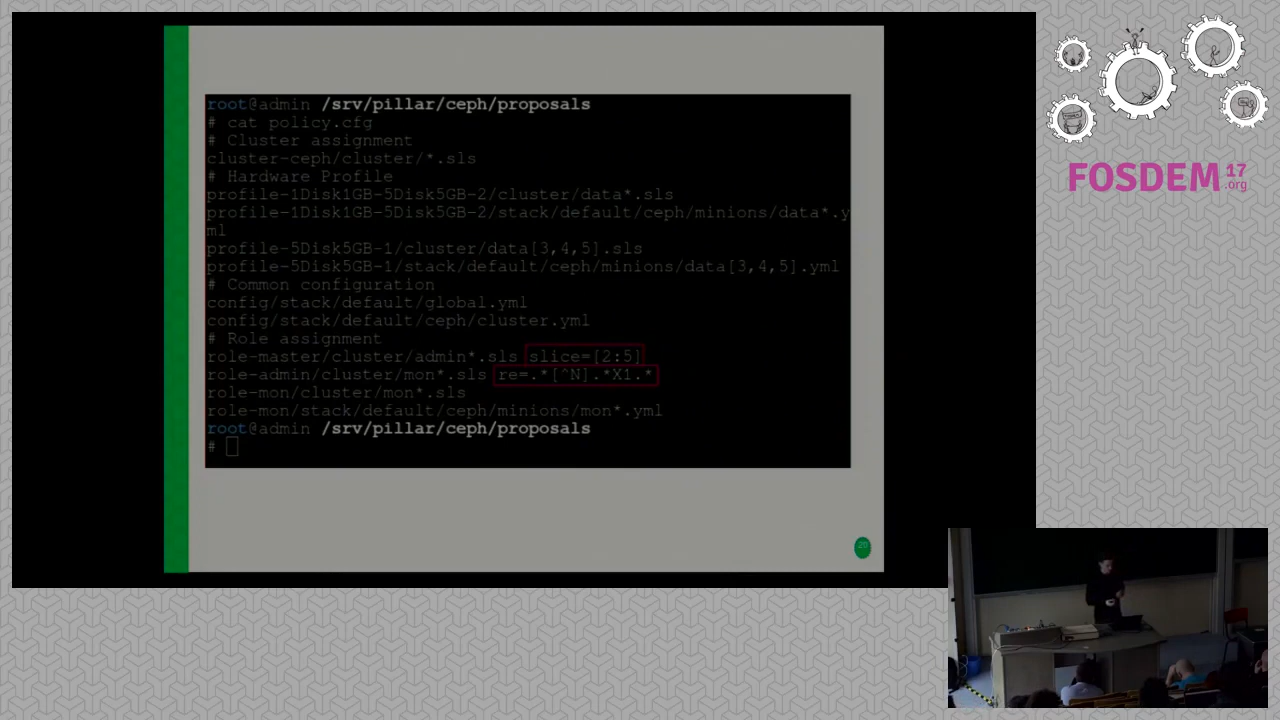 root@admin /srv/pillar/ceph/proposals
# cat policy.cfg
# Cluster assignment
cluster-ceph/cluster/*.sls
# Hardware Profile
profile-1Disk1GB-5Disk5GB-2/cluster/data*.sls
profile-1Disk1GB-5Disk5GB-2/stack/default/ceph/minions/data*.y
ml
profile-5Disk5GB-1/cluster/data[3,4,5].sls
profile-5Disk5GB-1/stack/default/ceph/minions/data[3,4,5].yml
# Common configuration
config/stack/default/global.yml
config/stack/default/ceph/cluster.yml
# Role assignment
role-master/cluster/admin*.sls slice=[2:5]
role-admin/cluster/mon*.sls re=.*[^N].*X1.*
role-mon/cluster/mon*.sls
role-mon/stack/default/ceph/minions/mon*.yml
root@admin /srv/pillar/ceph/proposals
#
FOSDEM 17
.org